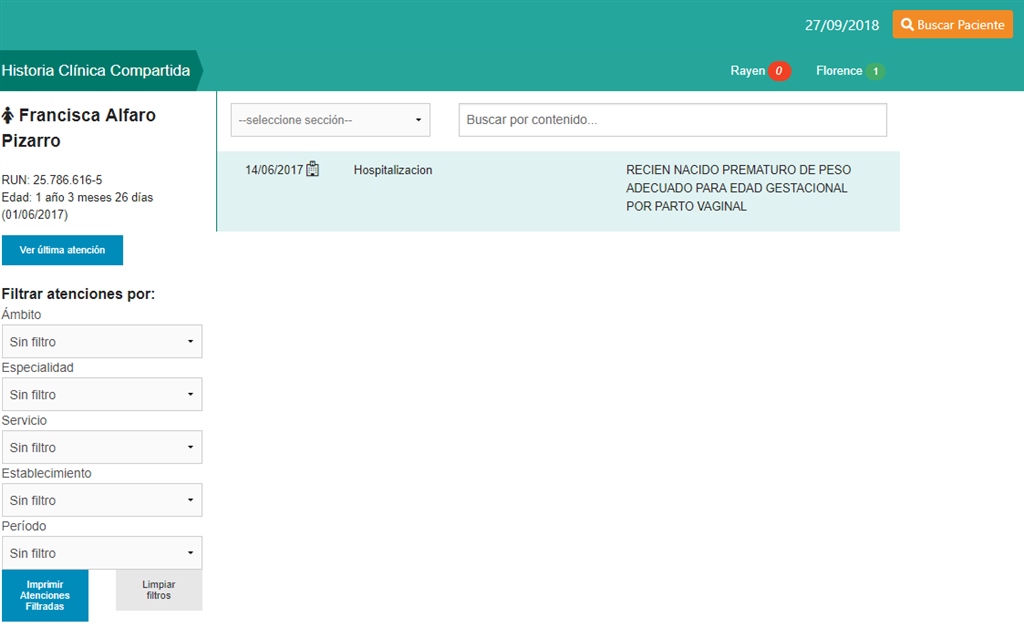 27/09/2018 Buscar Paciente
Historia Clínica Compartida
Rayen 0 Florence 1
Francisca Alfaro
Pizarro
RUN: 25.786.616-5
Edad: 1 año 3 meses 26 días
(01/06/2017)
Ver última atención
Filtrar atenciones por:
Ámbito
Sin filtro
Especialidad
Sin filtro
Servicio
Sin filtro
Establecimiento
Sin filtro
Período
Sin filtro
Imprimir
Atenciones
Filtradas
Limpiar
filtros
--seleccione sección--
Buscar por contenido...
14/06/2017 Hospitalizacion
RECIEN NACIDO PREMATURO DE PESO
ADECUADO PARA EDAD GESTACIONAL
POR PARTO VAGINAL